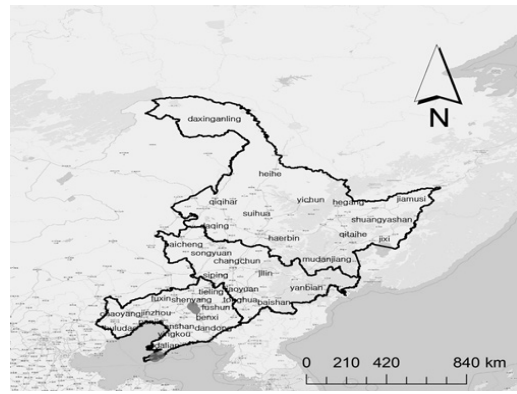 N
daxinganling
heihe
qiqihar
yichun
hegang
jiamusi
suihua
shuangyashan
daqing
haerbin
qitaihe
jixi
baicheng
songyuan
mudanjiang
changchun
siping
jilin
yanbian
tieling
liaoyuan
fuxin
shenyang
tonghua
baishan
chaoyang
jinzhou
fushun
benxi
huludao
anshan
dandong
yingkou
dalian
0 210 420 840 km